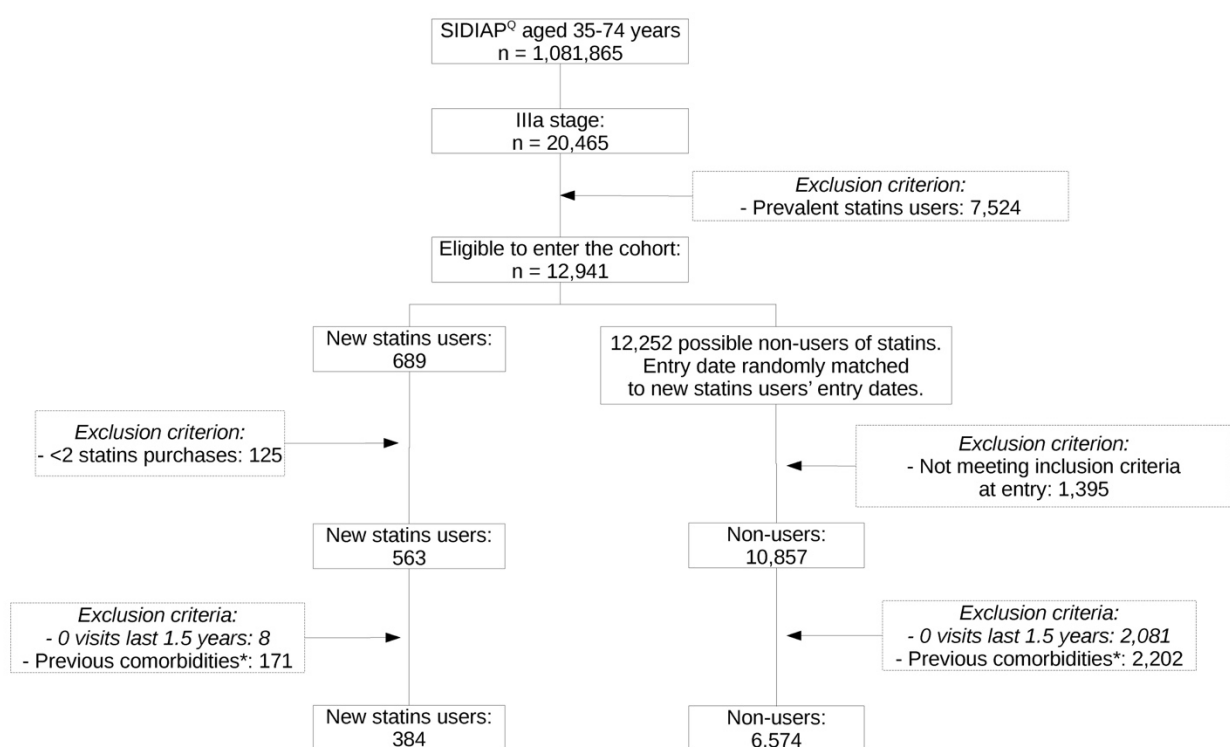 SIDIAPQ aged 35-74 years
n = 1,081,865
IIIa stage:
n = 20,465
Exclusion criterion:
- Prevalent statins users: 7,524
Eligible to enter the cohort:
n = 12,941
New statins users:
689
12,252 possible non-users of statins.
Entry date randomly matched
to new statins users’ entry dates.
Exclusion criterion:
- <2 statins purchases: 125
Exclusion criterion:
- Not meeting inclusion criteria
at entry: 1,395
New statins users:
563
Non-users:
10,857
Exclusion criteria:
- 0 visits last 1.5 years: 8
- Previous comorbidities*: 171
Exclusion criteria:
- 0 visits last 1.5 years: 2,081
- Previous comorbidities*: 2,202
New statins users:
384
Non-users:
6,574